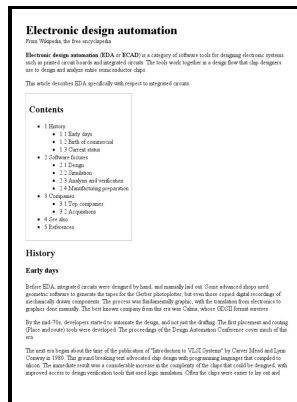 Electronic design automation
From Wikipedia, the free encyclopedia
Electronic design automation (EDA or ECAD) is a category of software tools for designing electronic systems
such as printed circuit boards and integrated circuits. The tools work together in a design flow that chip designers
use to design and analyze entire semiconductor chips.
This article describes EDA specifically with respect to integrated circuits.
Contents
1 History
1.1 Early days
1.2 Birth of commercial
1.3 Current status
2 Software focuses
2.1 Design
2.2 Simulation
2.3 Analysis and verification
2.4 Manufacturing preparation
3 Companies
3.1 Top companies
3.2 Acquisitions
4 See also
5 References
History
Early days
Before EDA, integrated circuits were designed by hand, and manually laid out. Some advanced shops used
geometric software to generate the tapes for the Gerber photoplotter, but even those copied digital recordings of
mechanically drawn components. The process was fundamentally graphic, with the translation from electronics to
graphics done manually. The best known company from this era was Calma, whose GDSII format survives.
By the mid-70s, developers started to automate the design, and not just the drafting. The first placement and routing
(Place and route) tools were developed. The proceedings of the Design Automation Conference cover much of this
era.
The next era began about the time of the publication of "Introduction to VLSI Systems" by Carver Mead and Lynn
Conway in 1980. This ground breaking text advocated chip design with programming languages that compiled to
silicon. The immediate result was a considerable increase in the complexity of the chips that could be designed, with
improved access to design verification tools that used logic simulation. Often the chips were easier to lay out and